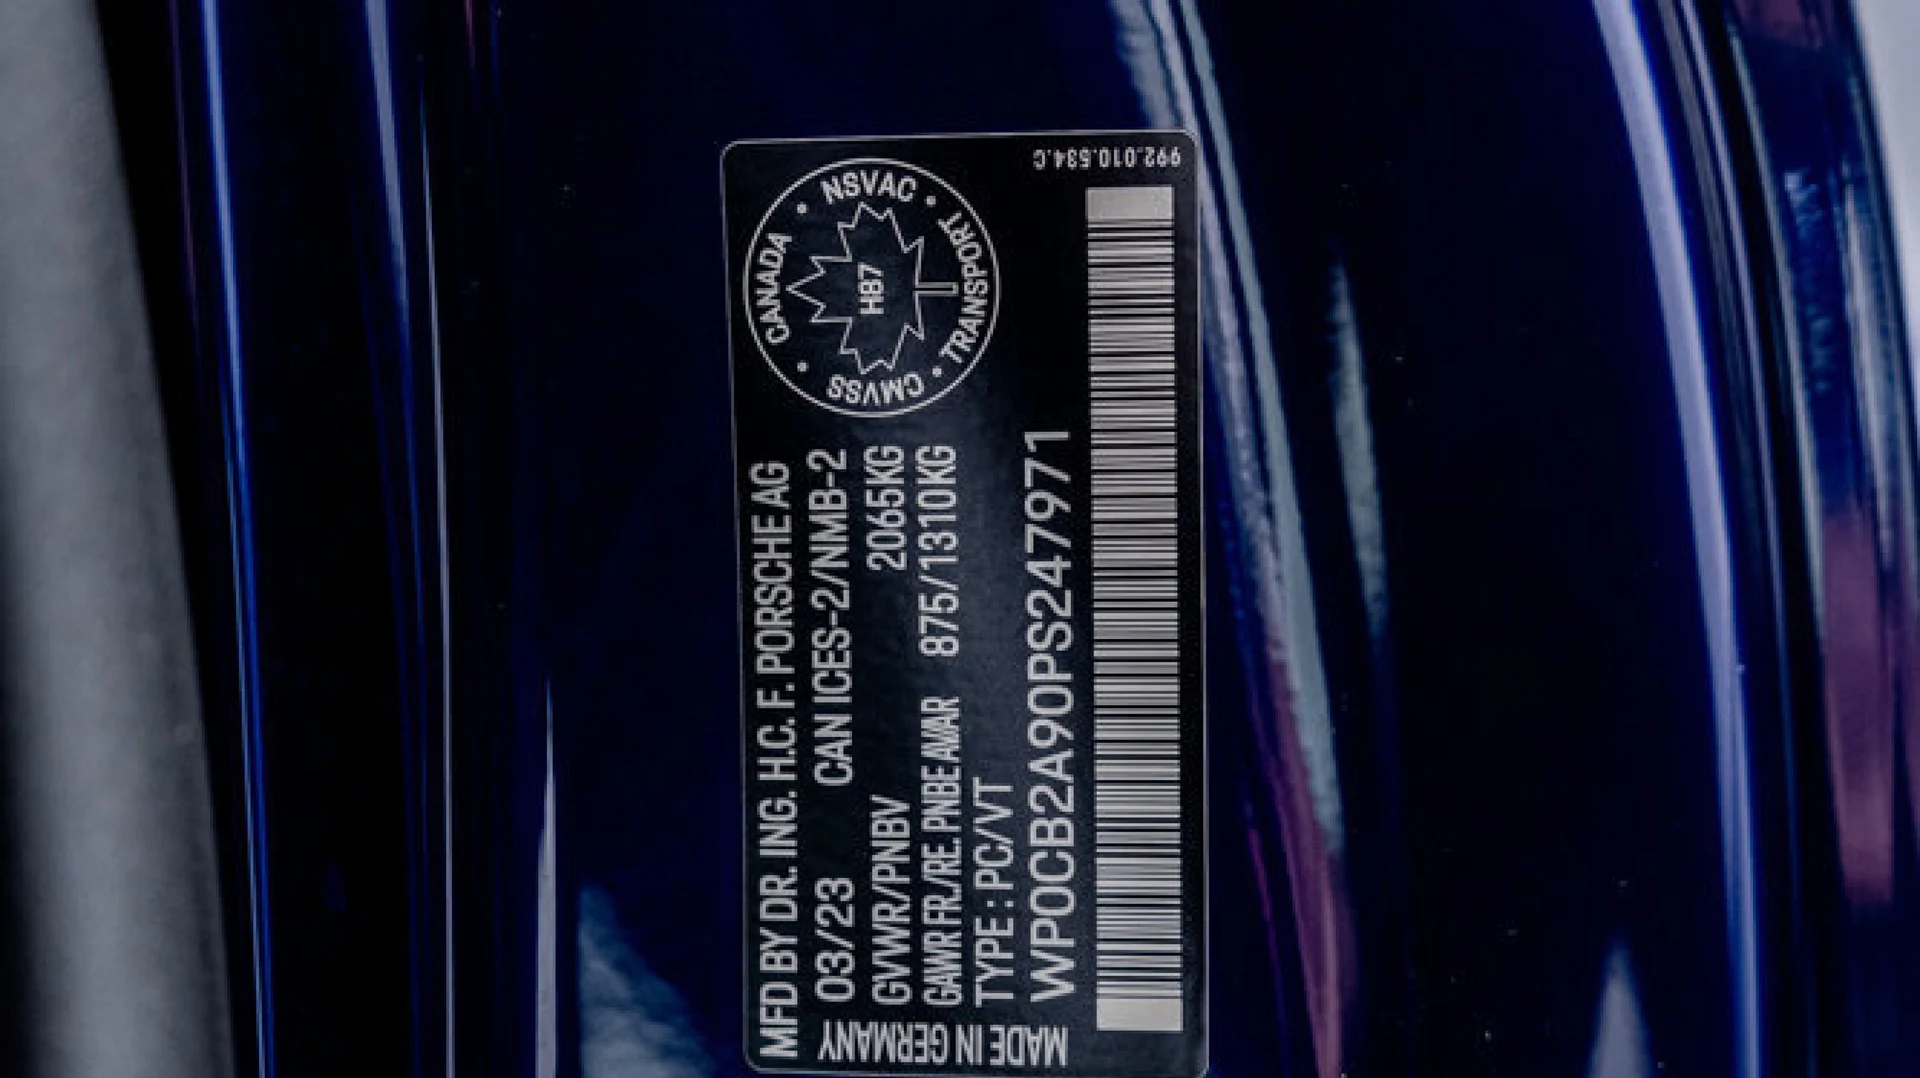 MFD BY DR. ING. H.C. F. PORSCHE AG
03/23 CAN ICES-2/NMB-2
GVWR/PNBV 2065KG
GAWR FR./RE. PNBE AV/AR 875/1310KG
TYPE : PC/VT
WP0CB2A90PS247971
MADE IN GERMANY
CANADA • NSVAC • TRANSPORT • CMVSS •
H87
992.010.534.C